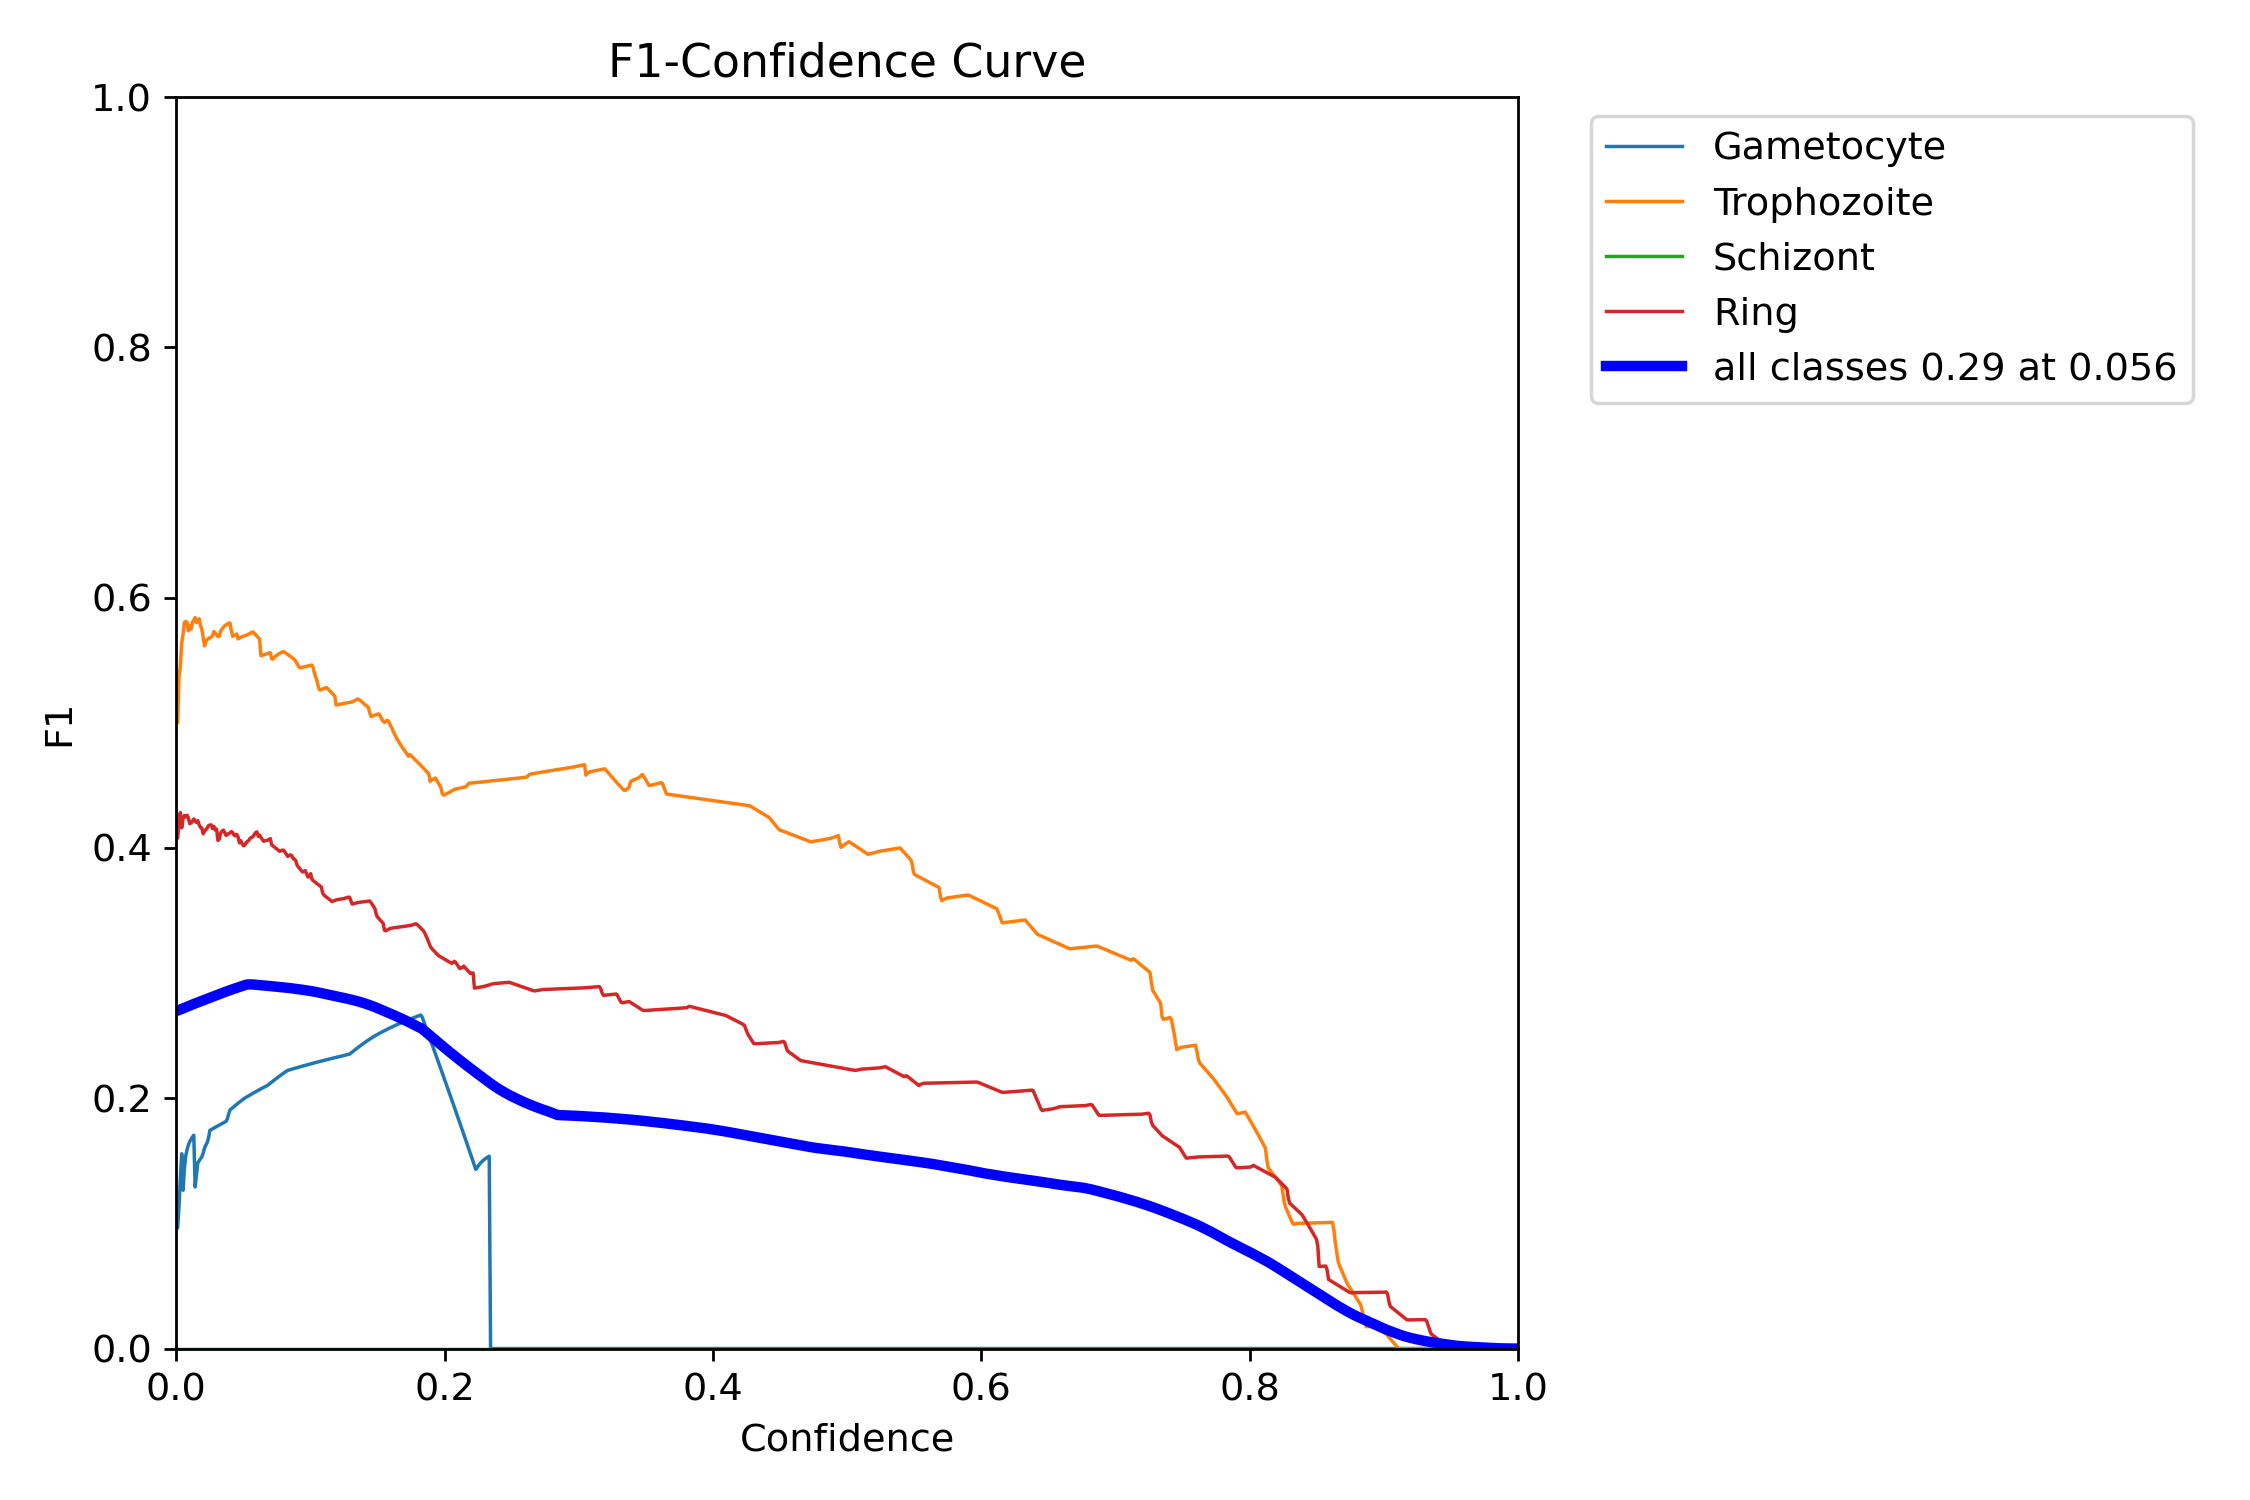 F1-Confidence Curve
1.0
0.8
0.6
0.4
0.2
0.0
F1
0.0 0.2 0.4 0.6 0.8 1.0
Confidence
Gametocyte
Trophozoite
Schizont
Ring
all classes 0.29 at 0.056